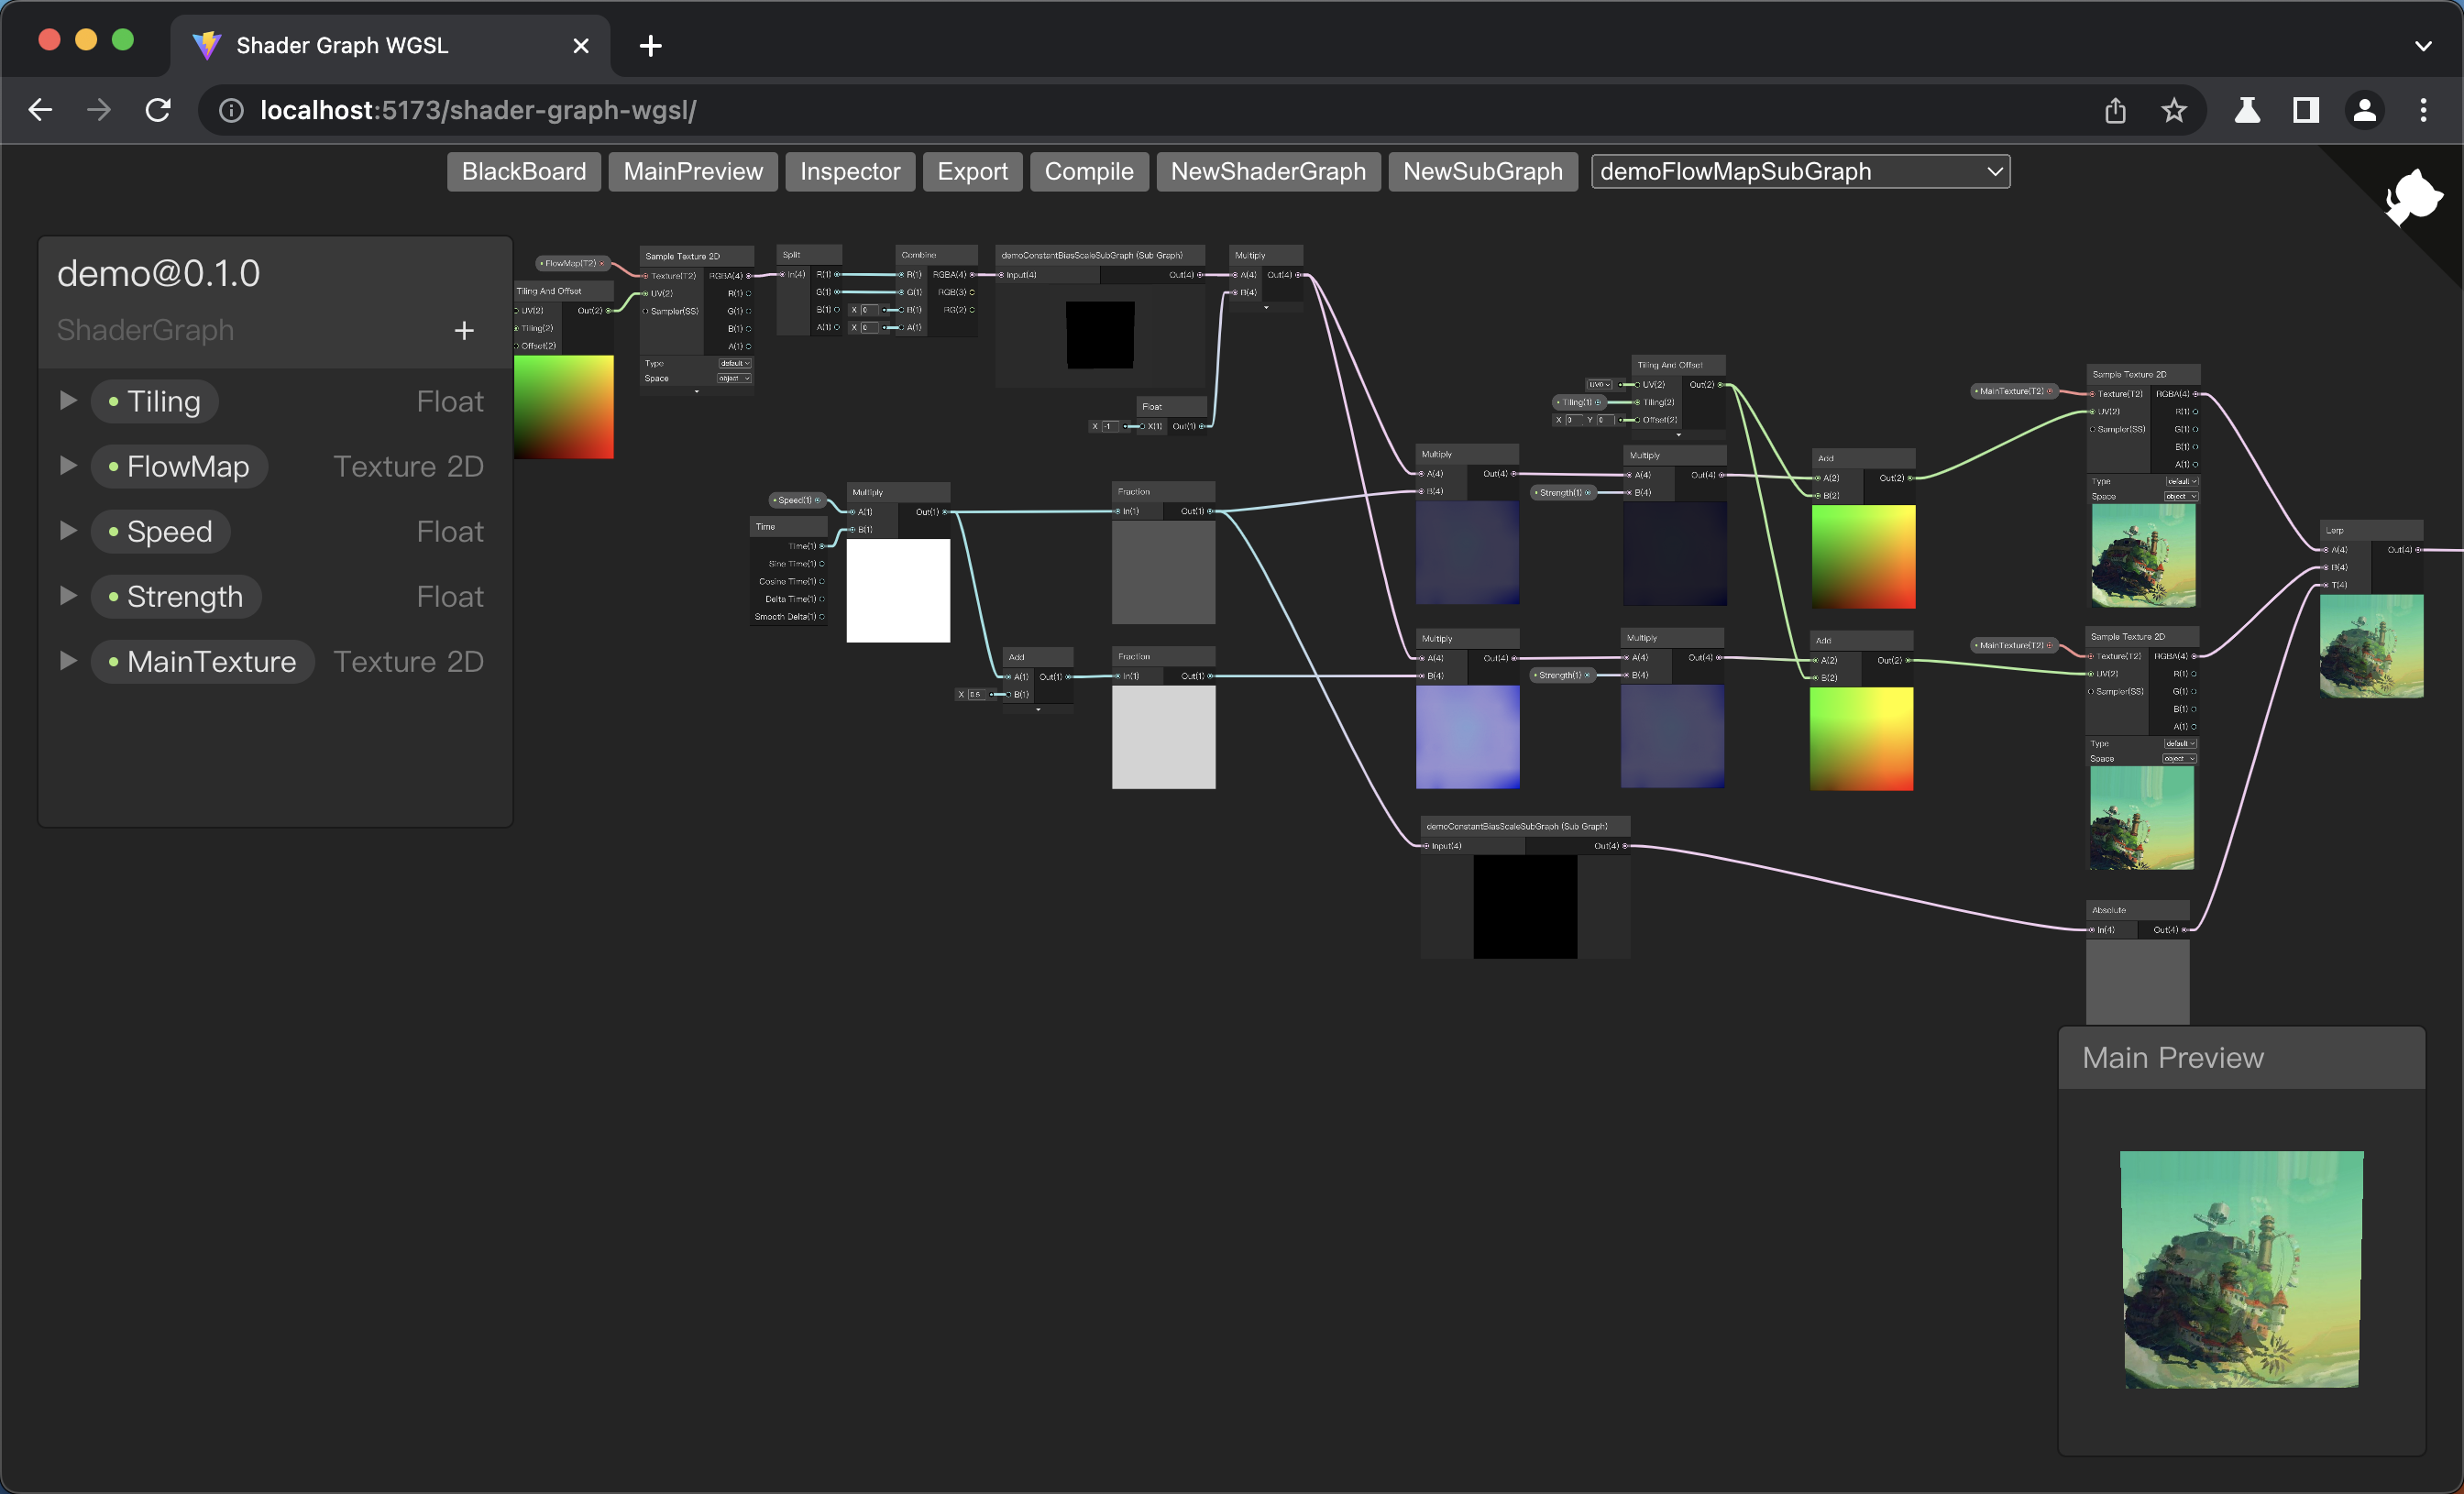 Shader Graph WGSL
localhost:5173/shader-graph-wgsl/
BlackBoard MainPreview Inspector Export Compile NewShaderGraph NewSubGraph demoFlowMapSubGraph
demo@0.1.0
ShaderGraph +
Tiling Float
FlowMap Texture 2D
Speed Float
Strength Float
MainTexture Texture 2D
FlowMap(T2)
Tiling And Offset
UV(2) Out(2)
Tiling(2)
Offset(2)
Sample Texture 2D
Texture(T2) RGBA(4)
UV(2) R(1)
Sampler(SS) G(1)
B(1)
A(1)
Type default
Space object
Split
In(4) R(1)
G(1)
B(1)
A(1)
X 0
X 0
Combine
R(1) RGBA(4)
G(1) RGB(3)
B(1) RG(2)
A(1)
demoConstantBiasScaleSubGraph (Sub Graph)
Input(4) Out(4)
Multiply
A(4) Out(4)
B(4)
Float
X -1 X(1) Out(1)
Speed(1)
Time
Time(1)
Sine Time(1)
Cosine Time(1)
Delta Time(1)
Smooth Delta(1)
Multiply
A(1) Out(1)
B(1)
Add
A(1) Out(1)
X 0.5 B(1)
Fraction
In(1) Out(1)
Fraction
In(1) Out(1)
Multiply
A(4) Out(4)
B(4)
Multiply
A(4) Out(4)
B(4)
Tiling And Offset
UV0 UV(2) Out(2)
Tiling(1) Tiling(2)
X 0 Y 0 Offset(2)
Multiply
A(4) Out(4)
Strength(1) B(4)
Multiply
A(4) Out(4)
Strength(1) B(4)
demoConstantBiasScaleSubGraph (Sub Graph)
Input(4) Out(4)
Add
A(2) Out(2)
B(2)
Add
A(2) Out(2)
B(2)
MainTexture(T2)
Sample Texture 2D
Texture(T2) RGBA(4)
UV(2) R(1)
Sampler(SS) G(1)
B(1)
A(1)
Type default
Space object
MainTexture(T2)
Sample Texture 2D
Texture(T2) RGBA(4)
UV(2) R(1)
Sampler(SS) G(1)
B(1)
A(1)
Type default
Space object
Absolute
In(4) Out(4)
Lerp
A(4) Out(4)
B(4)
T(4)
Main Preview